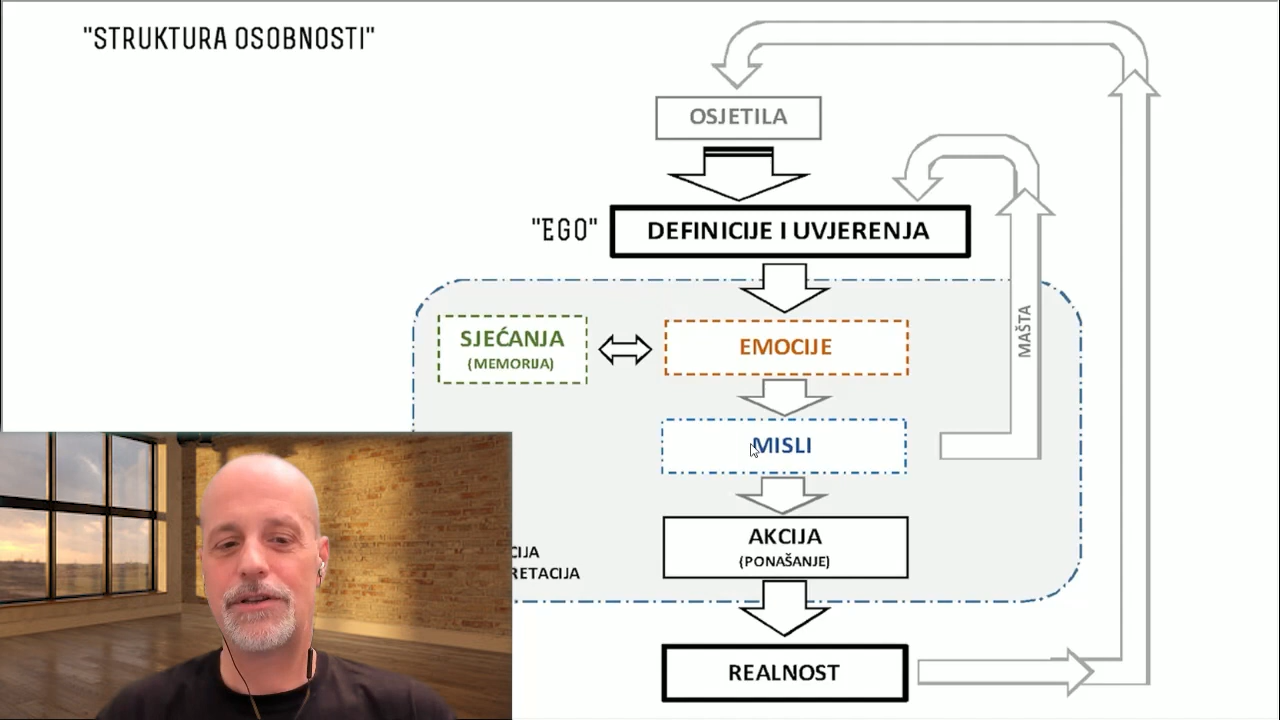 "STRUKTURA OSOBNOSTI"
OSJETILA
"EGO"
DEFINICIJE I UVJERENJA
SJEĆANJA
(MEMORIJA)
EMOCIJE
MAŠTA
MISLI
AKCIJA
(PONAŠANJE)
CIJA
RETACIJA
REALNOST